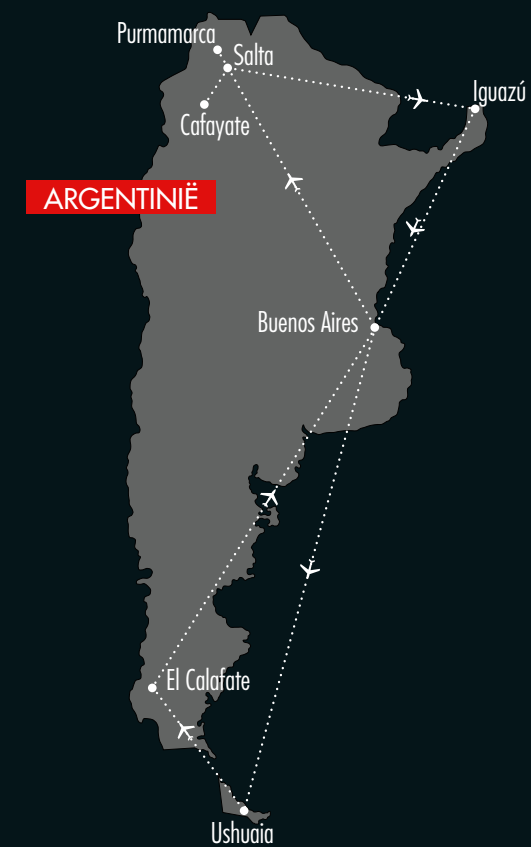 Purmamarca
Salta
Iguazú
Cafayate
ARGENTINIË
Buenos Aires
El Calafate
Ushuaia